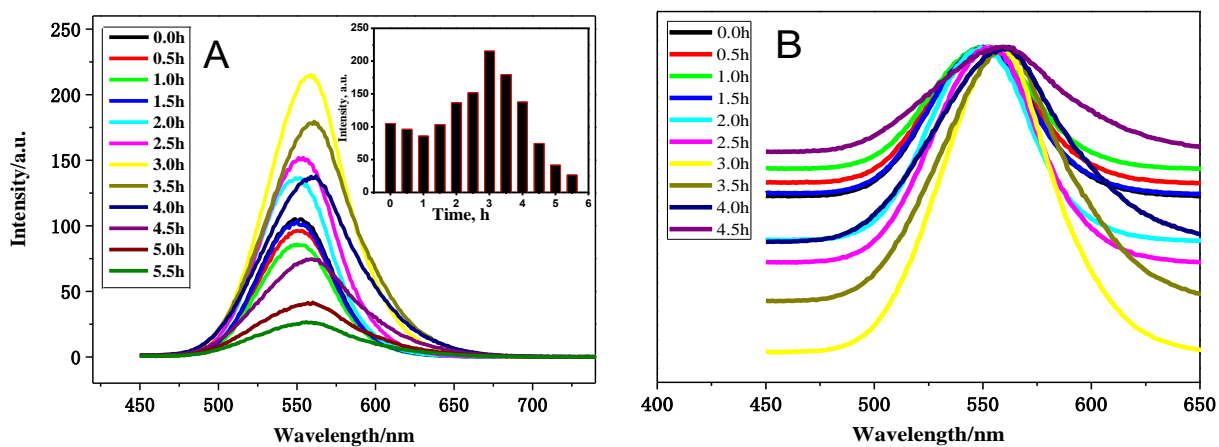 A
Intensity/a.u.
250
200
150
100
50
0
450 500 550 600 650 700
Wavelength/nm
0.0h
0.5h
1.0h
1.5h
2.0h
2.5h
3.0h
3.5h
4.0h
4.5h
5.0h
5.5h
Intensity, a.u.
250
200
150
100
50
0
0 1 2 3 4 5 6
Time, h
B
0.0h
0.5h
1.0h
1.5h
2.0h
2.5h
3.0h
3.5h
4.0h
4.5h
400 450 500 550 600 650
Wavelength/nm